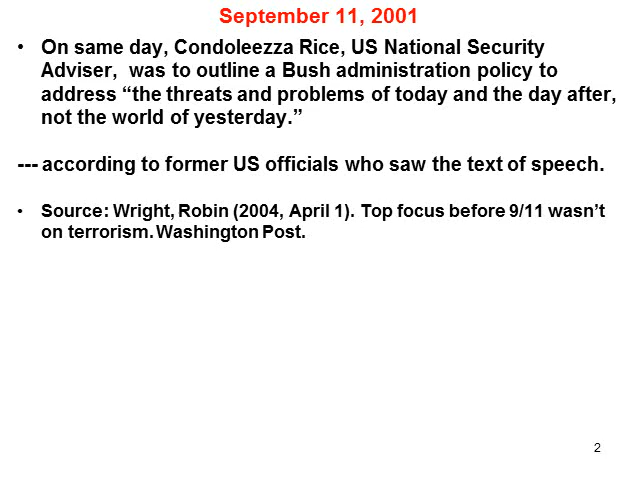 September 11, 2001
• On same day, Condoleezza Rice, US National Security
Adviser,  was to outline a Bush administration policy to
address “the threats and problems of today and the day after,
not the world of yesterday.”
--- according to former US officials who saw the text of speech.
• Source: Wright, Robin (2004, April 1). Top focus before 9/11 wasn’t
on terrorism. Washington Post.
2